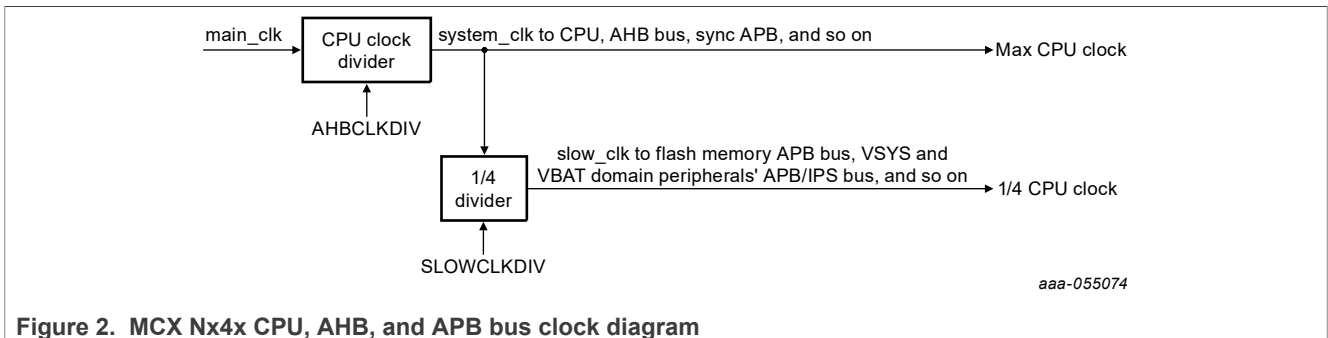 main_clk
CPU clock
divider
system_clk to CPU, AHB bus, sync APB, and so on
Max CPU clock
AHBCLKDIV
1/4
divider
slow_clk to flash memory APB bus, VSYS and
VBAT domain peripherals' APB/IPS bus, and so on
1/4 CPU clock
SLOWCLKDIV
aaa-055074
Figure 2. MCX Nx4x CPU, AHB, and APB bus clock diagram